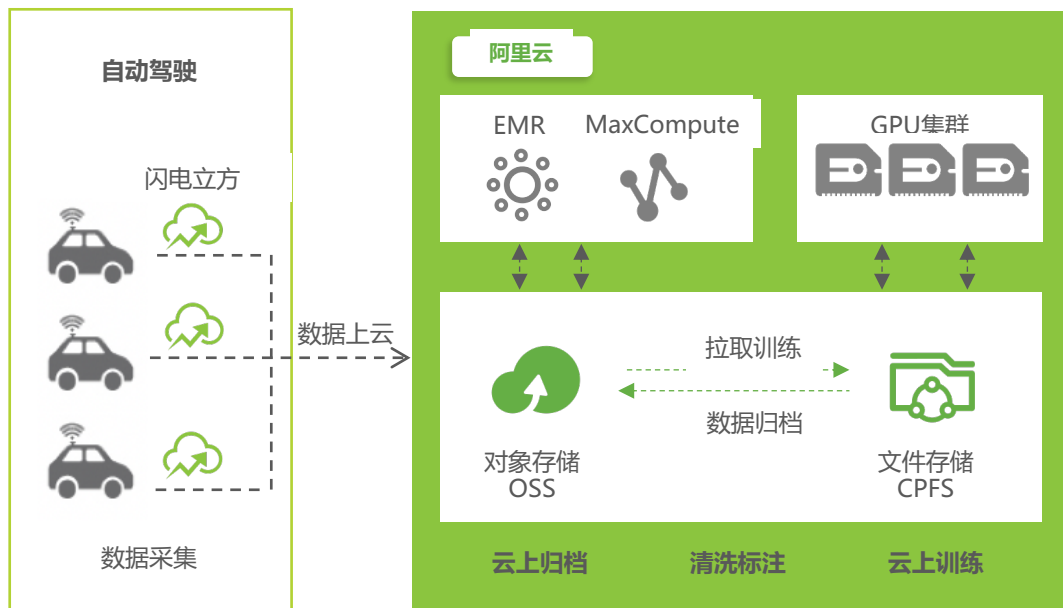 自动驾驶
闪电立方
数据采集
数据上云
阿里云
EMR
MaxCompute
GPU集群
拉取训练
数据归档
对象存储
OSS
文件存储
CPFS
云上归档
清洗标注
云上训练